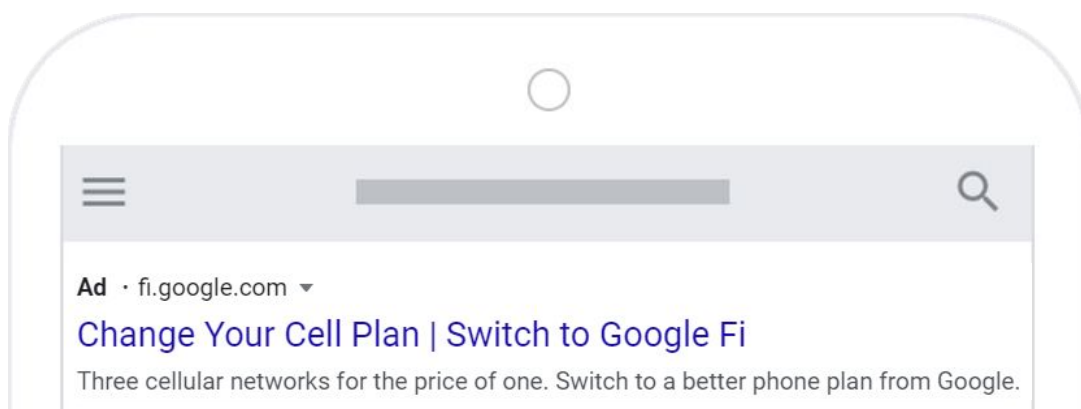 Ad · fi.google.com
Change Your Cell Plan | Switch to Google Fi
Three cellular networks for the price of one. Switch to a better phone plan from Google.